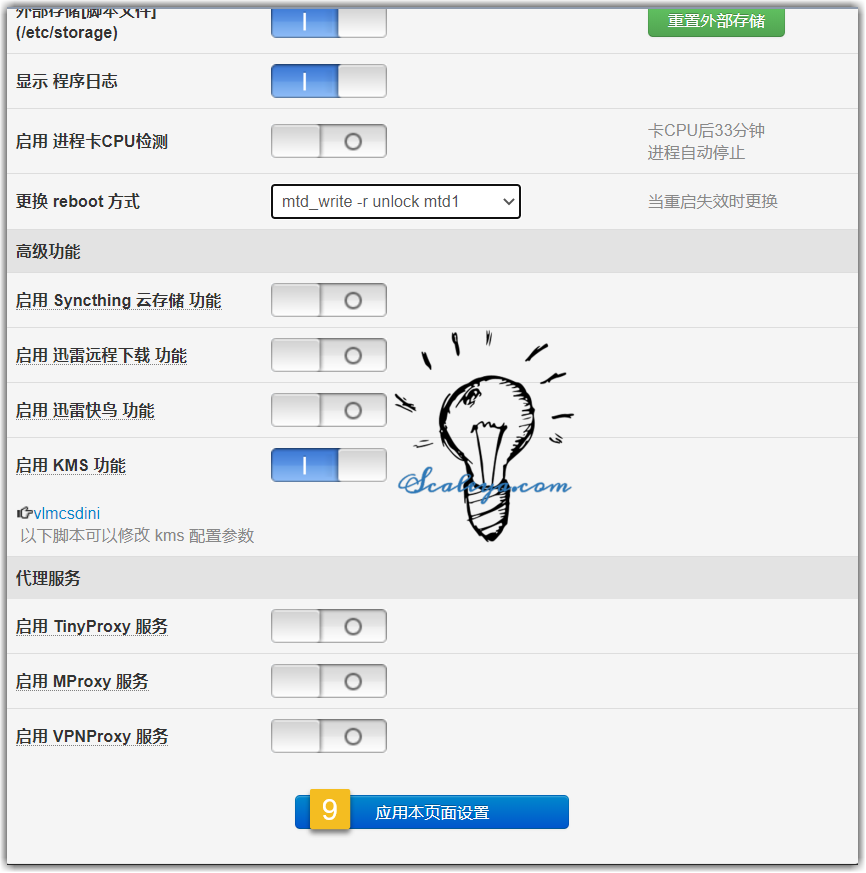 外部存储[脚本文件]
(/etc/storage)
重置外部存储
显示 程序日志
启用 进程卡CPU检测
卡CPU后33分钟
进程自动停止
更换 reboot 方式
mtd_write -r unlock mtd1
当重启失效时更换
高级功能
启用 Syncthing 云存储 功能
启用 迅雷远程下载 功能
启用 迅雷快鸟 功能
启用 KMS 功能
Scaloya.com
vlmcsdini
以下脚本可以修改 kms 配置参数
代理服务
启用 TinyProxy 服务
启用 MProxy 服务
启用 VPNProxy 服务
9 应用本页面设置